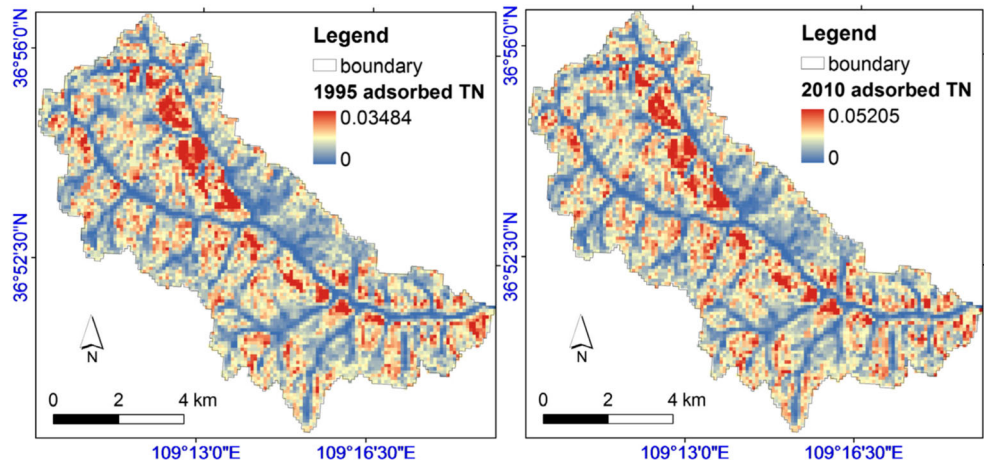 36°56'0"N
36°52'30"N
Legend
boundary
1995 adsorbed TN
0.03484
0
N
0 2 4 km
109°13'0"E 109°16'30"E
36°56'0"N
36°52'30"N
Legend
boundary
2010 adsorbed TN
0.05205
0
N
0 2 4 km
109°13'0"E 109°16'30"E